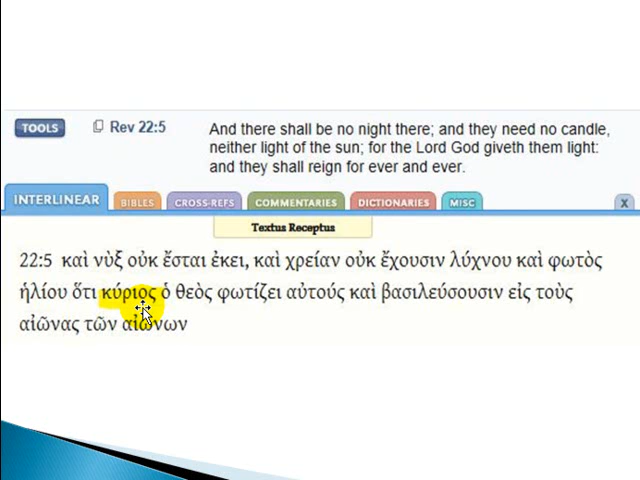 TOOLS
Rev 22:5
And there shall be no night there; and they need no candle,
neither light of the sun; for the Lord God giveth them light:
and they shall reign for ever and ever.
INTERLINEAR BIBLES CROSS-REFS COMMENTARIES DICTIONARIES MISC X
Textus Receptus
22:5 καὶ νὺξ οὐκ ἔσται ἐκει, καὶ χρείαν οὐκ ἔχουσιν λύχνου καὶ φωτὸς
ἡλίου ὅτι κύριος ὁ θεὸς φωτίζει αὐτούς καὶ βασιλεύσουσιν εἰς τοὺς
αἰῶνας τῶν αἰώνων